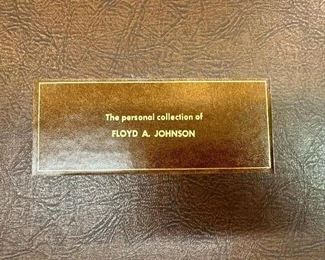 The personal collection of
FLOYD A. JOHNSON